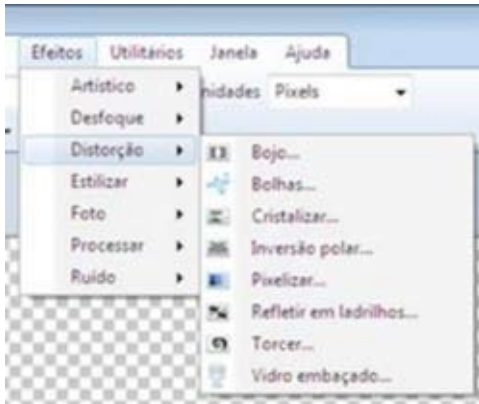 Efeitos Utilitários Janela Ajuda
nidades Pixels
Artístico
Desfoque
Distorção
Estilizar
Foto
Processar
Ruído
Bojo...
Bolhas...
Cristalizar...
Inversão polar...
Pixelizar...
Refletir em ladrilhos...
Torcer...
Vidro embaçado...